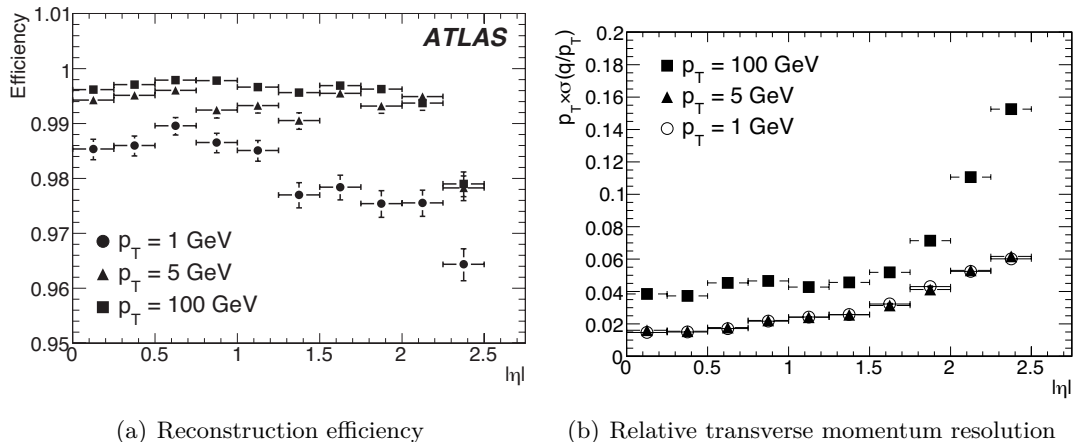 Efficiency
1.01
1
0.99
0.98
0.97
0.96
0.95
ATLAS
p_T = 1 GeV
p_T = 5 GeV
p_T = 100 GeV
0 0.5 1 1.5 2 2.5
|η|
(a) Reconstruction efficiency
p_T×σ(q/p_T)
0.2
0.18
0.16
0.14
0.12
0.1
0.08
0.06
0.04
0.02
0
p_T = 100 GeV
p_T = 5 GeV
p_T = 1 GeV
0 0.5 1 1.5 2 2.5
|η|
(b) Relative transverse momentum resolution